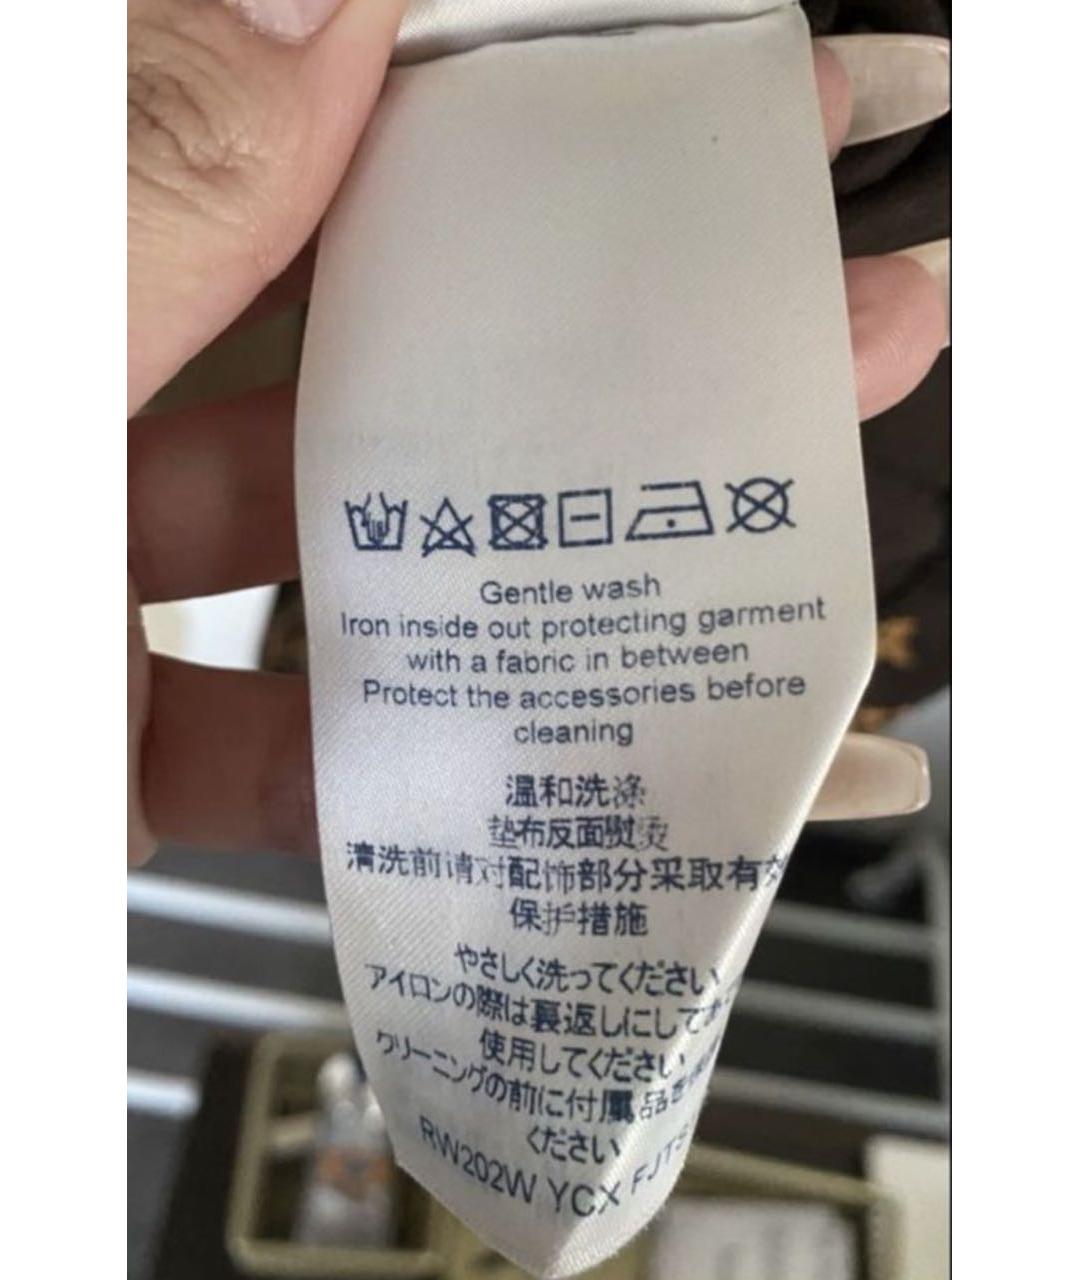 Gentle wash
Iron inside out protecting garment
with a fabric in between
Protect the accessories before
cleaning
温和洗涤
垫布反面熨烫
清洗前请对配饰部分采取有效
保护措施
やさしく洗ってください
アイロンの際は裏返しにして
使用してください
クリーニングの前に付属品を
ください
RW202W YCX FJTS